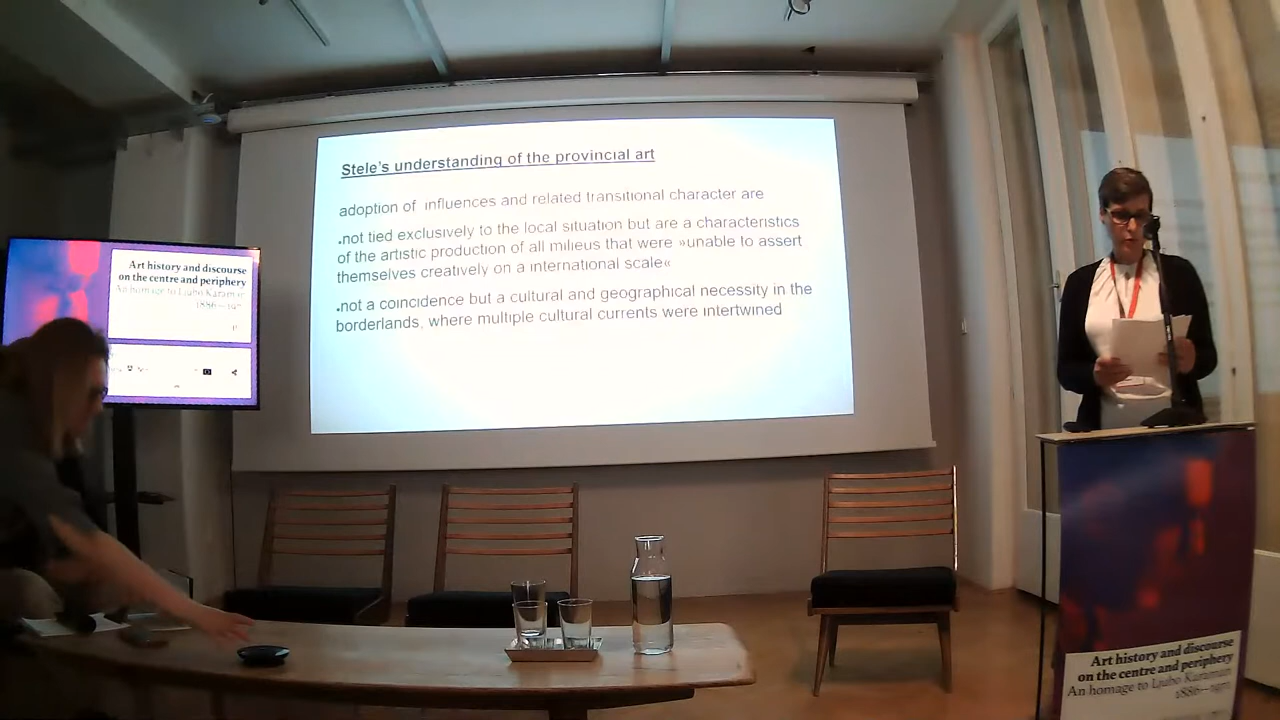 Stele's understanding of the provincial art
adoption of influences and related transitional character are
.not tied exclusively to the local situation but are a characteristics
of the artistic production of all milieus that were »unable to assert
themselves creatively on a international scale«
.not a coincidence but a cultural and geographical necessity in the
borderlands, where multiple cultural currents were intertwined
Art history and discourse
on the centre and periphery
An homage to Ljubo Karaman
Art history and discourse
on the centre and periphery
An homage to Ljubo Karaman
1886—1971